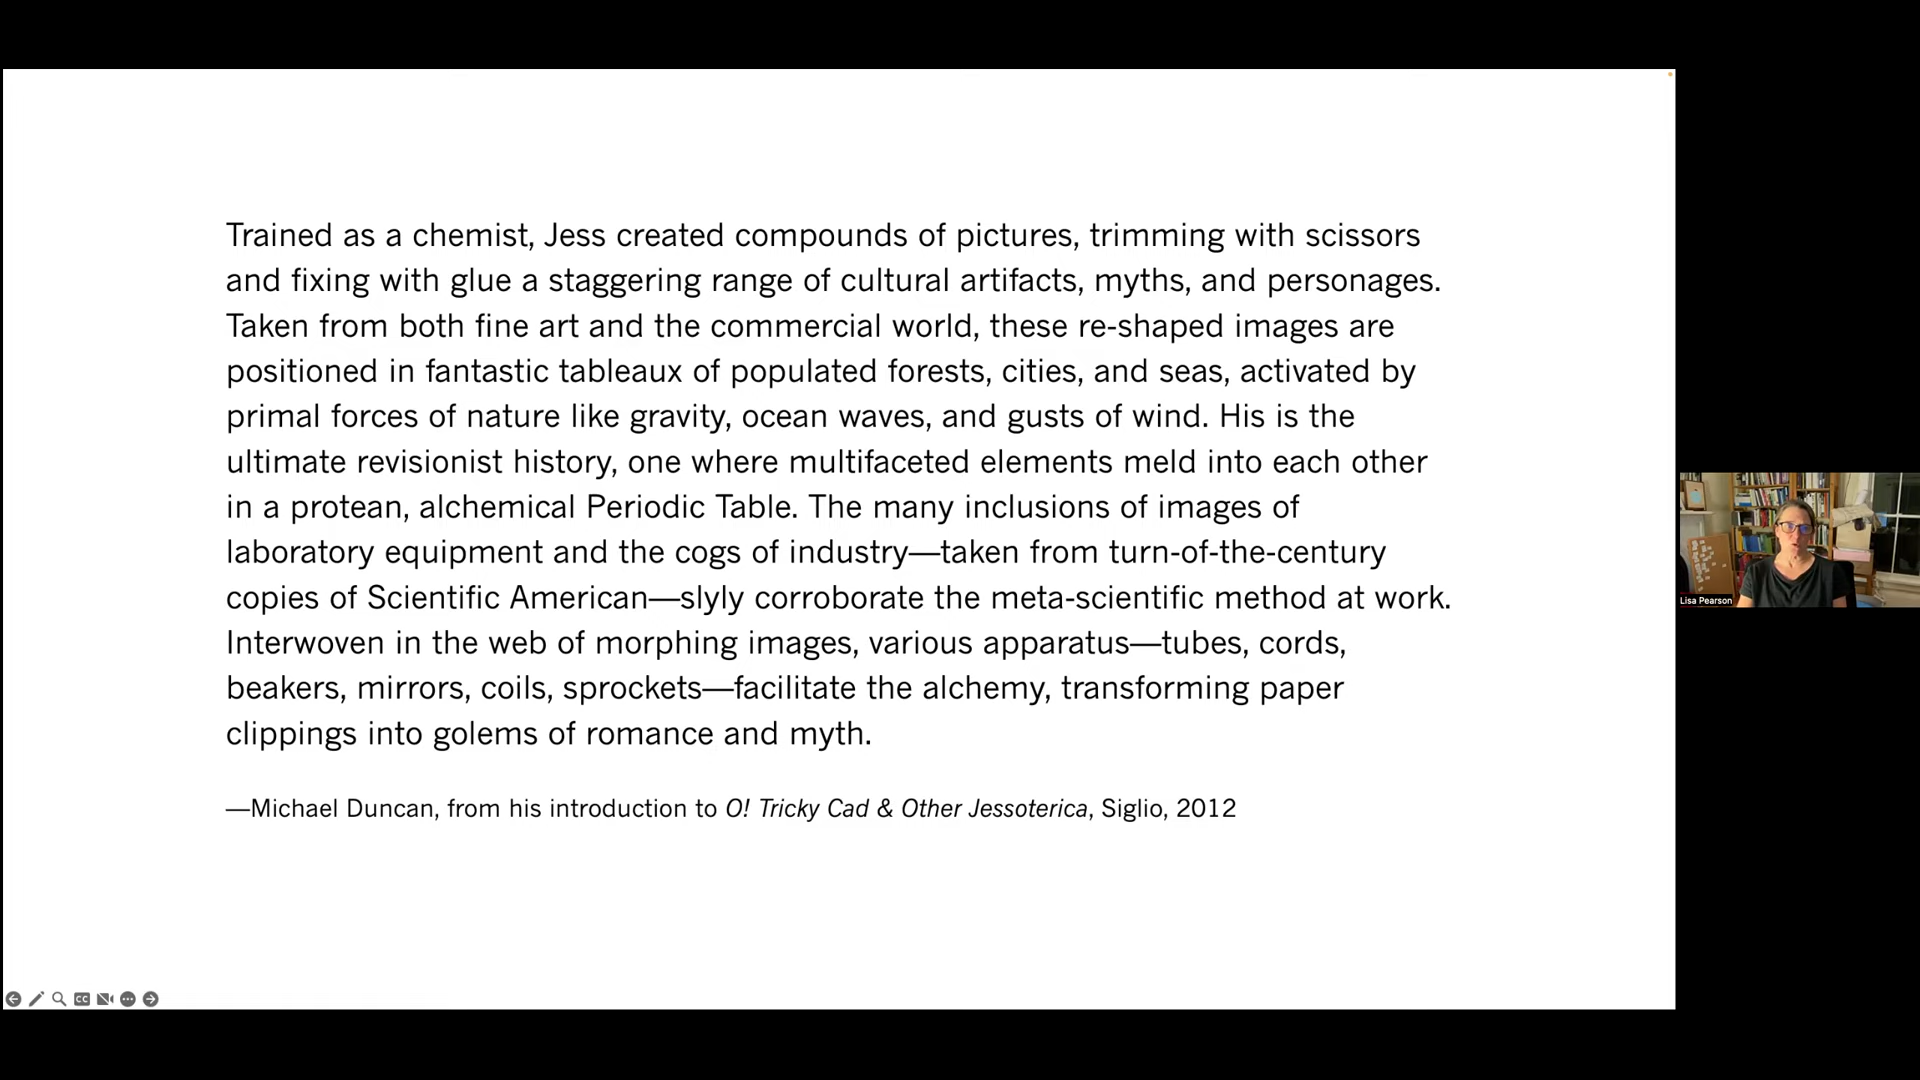 Trained as a chemist, Jess created compounds of pictures, trimming with scissors
and fixing with glue a staggering range of cultural artifacts, myths, and personages.
Taken from both fine art and the commercial world, these re-shaped images are
positioned in fantastic tableaux of populated forests, cities, and seas, activated by
primal forces of nature like gravity, ocean waves, and gusts of wind. His is the
ultimate revisionist history, one where multifaceted elements meld into each other
in a protean, alchemical Periodic Table. The many inclusions of images of
laboratory equipment and the cogs of industry—taken from turn-of-the-century
copies of Scientific American—slyly corroborate the meta-scientific method at work.
Interwoven in the web of morphing images, various apparatus—tubes, cords,
beakers, mirrors, coils, sprockets—facilitate the alchemy, transforming paper
clippings into golems of romance and myth.
—Michael Duncan, from his introduction to O! Tricky Cad & Other Jessoterica, Siglio, 2012
Lisa Pearson
CC